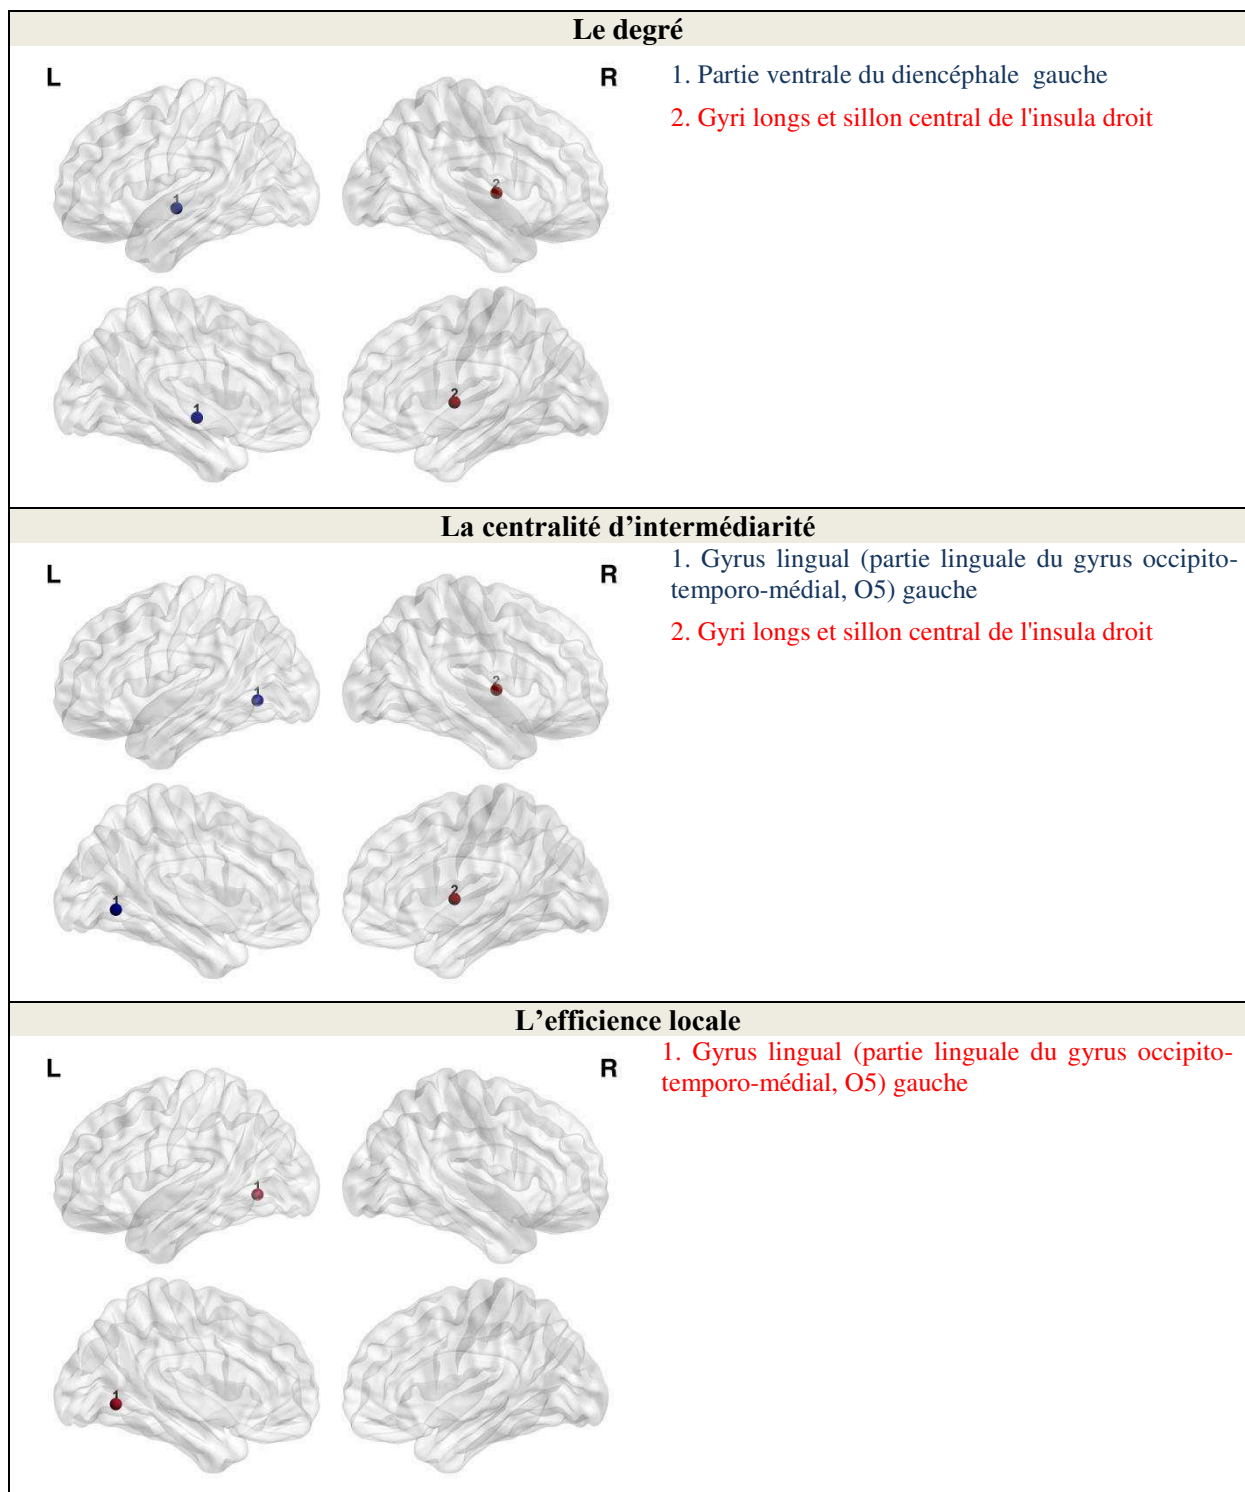 Le degré
L
R
1. Partie ventrale du diencéphale gauche
2. Gyri longs et sillon central de l'insula droit
1
2
1
2
La centralité d’intermédiarité
L
R
1. Gyrus lingual (partie linguale du gyrus occipito-
temporo-médial, O5) gauche
2. Gyri longs et sillon central de l'insula droit
1
2
1
2
L’efficience locale
L
R
1. Gyrus lingual (partie linguale du gyrus occipito-
temporo-médial, O5) gauche
1
1